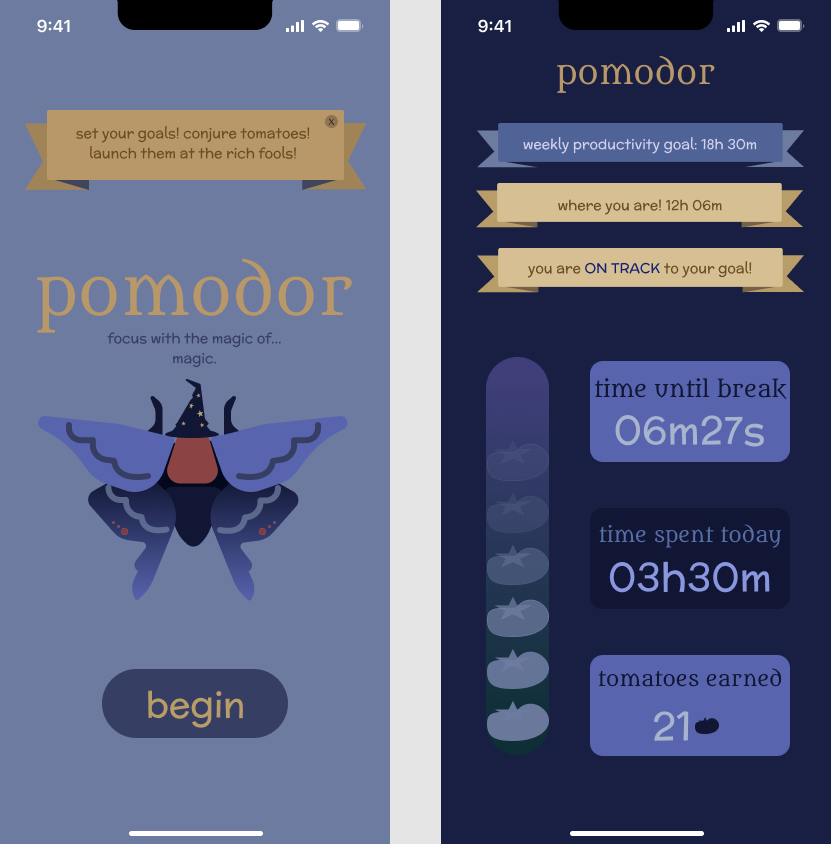 9:41
set your goals! conjure tomatoes!
launch them at the rich fools!
X
pomodor
focus with the magic of...
magic.
begin
9:41
pomodor
weekly productivity goal: 18h 30m
where you are! 12h 06m
you are ON TRACK to your goal!
time until break
06m27s
time spent today
03h30m
tomatoes earned
21